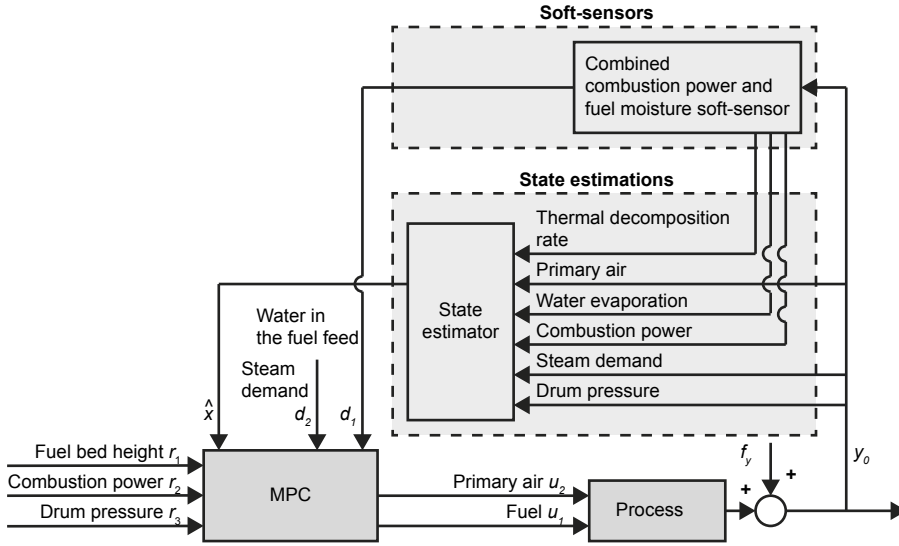 Soft-sensors
Combined
combustion power and
fuel moisture soft-sensor
State estimations
Thermal decomposition
rate
Primary air
Water evaporation
Combustion power
Steam demand
Drum pressure
State
estimator
Water in
the fuel feed
Steam
demand
x̂
d₂
d₁
Fuel bed height r₁
Combustion power r₂
Drum pressure r₃
MPC
Primary air u₂
Fuel u₁
Process
f_y
+
+
y₀